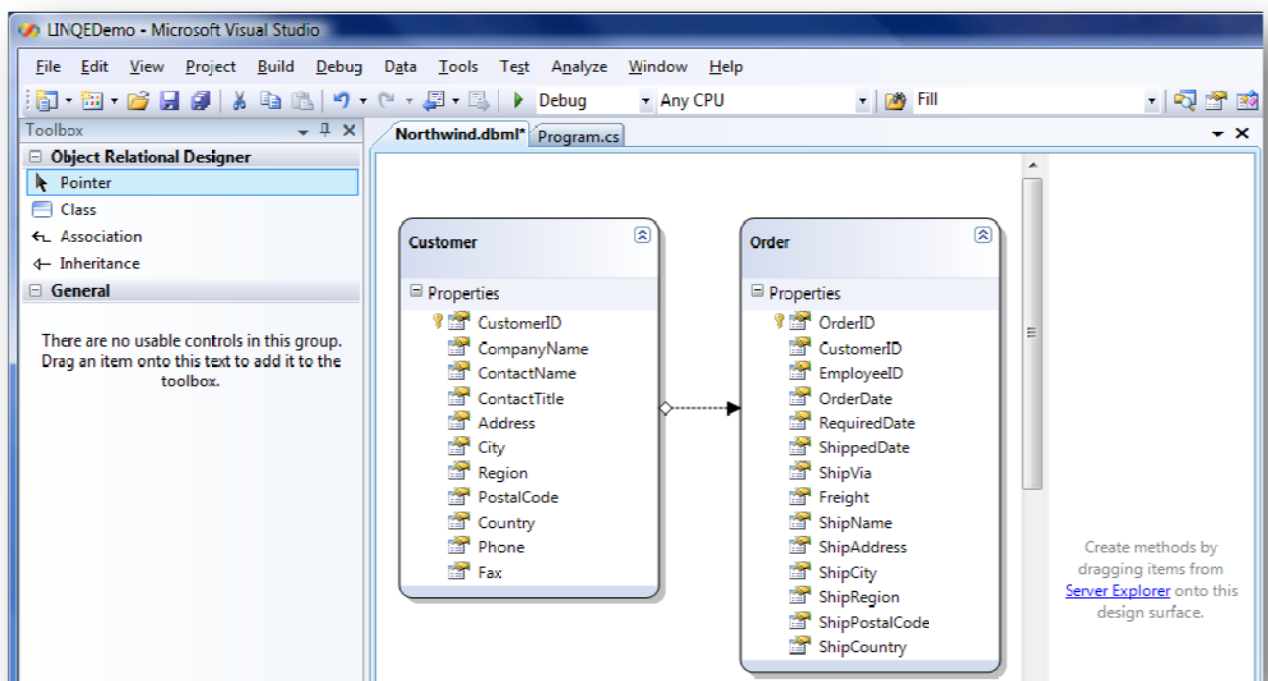 LINQEDemo - Microsoft Visual Studio
File Edit View Project Build Debug Data Tools Test Analyze Window Help
Debug Any CPU Fill
Toolbox
Object Relational Designer
Pointer
Class
Association
Inheritance
General
There are no usable controls in this group.
Drag an item onto this text to add it to the
toolbox.
Northwind.dbml* Program.cs
Customer
Properties
CustomerID
CompanyName
ContactName
ContactTitle
Address
City
Region
PostalCode
Country
Phone
Fax
Order
Properties
OrderID
CustomerID
EmployeeID
OrderDate
RequiredDate
ShippedDate
ShipVia
Freight
ShipName
ShipAddress
ShipCity
ShipRegion
ShipPostalCode
ShipCountry
Create methods by
dragging items from
Server Explorer onto this
design surface.